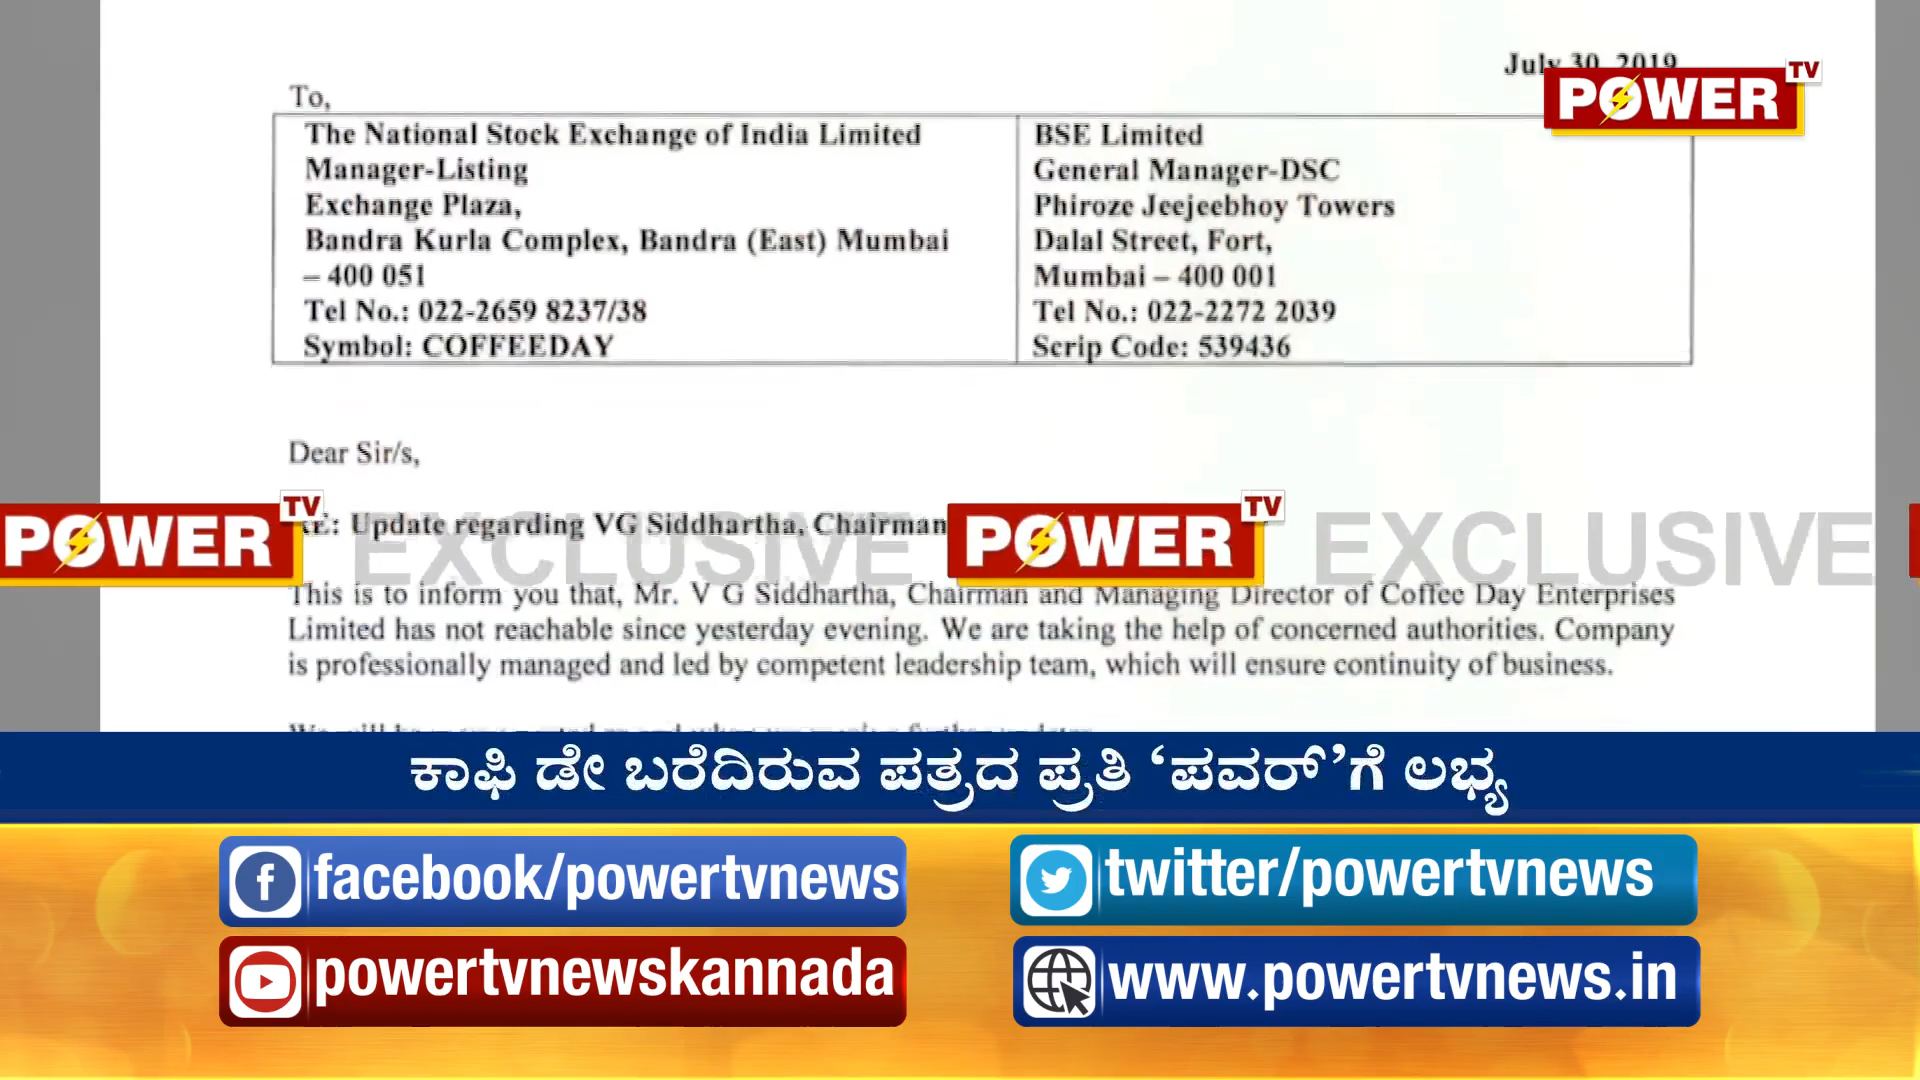 July 30, 2019
POWER TV
To,
The National Stock Exchange of India Limited
Manager-Listing
Exchange Plaza,
Bandra Kurla Complex, Bandra (East) Mumbai
– 400 051
Tel No.: 022-2659 8237/38
Symbol: COFFEEDAY
BSE Limited
General Manager-DSC
Phiroze Jeejeebhoy Towers
Dalal Street, Fort,
Mumbai – 400 001
Tel No.: 022-2272 2039
Scrip Code: 539436
Dear Sir/s,
Update regarding VG Siddhartha, Chairman
POWER TV EXCLUSIVE POWER TV EXCLUSIVE
This is to inform you that, Mr. V G Siddhartha, Chairman and Managing Director of Coffee Day Enterprises
Limited has not reachable since yesterday evening. We are taking the help of concerned authorities. Company
is professionally managed and led by competent leadership team, which will ensure continuity of business.
ಕಾಫಿ ಡೇ ಬರೆದಿರುವ ಪತ್ರದ ಪ್ರತಿ ‘ಪವರ್’ಗೆ ಲಭ್ಯ
facebook/powertvnews
twitter/powertvnews
powertvnewskannada
www.powertvnews.in